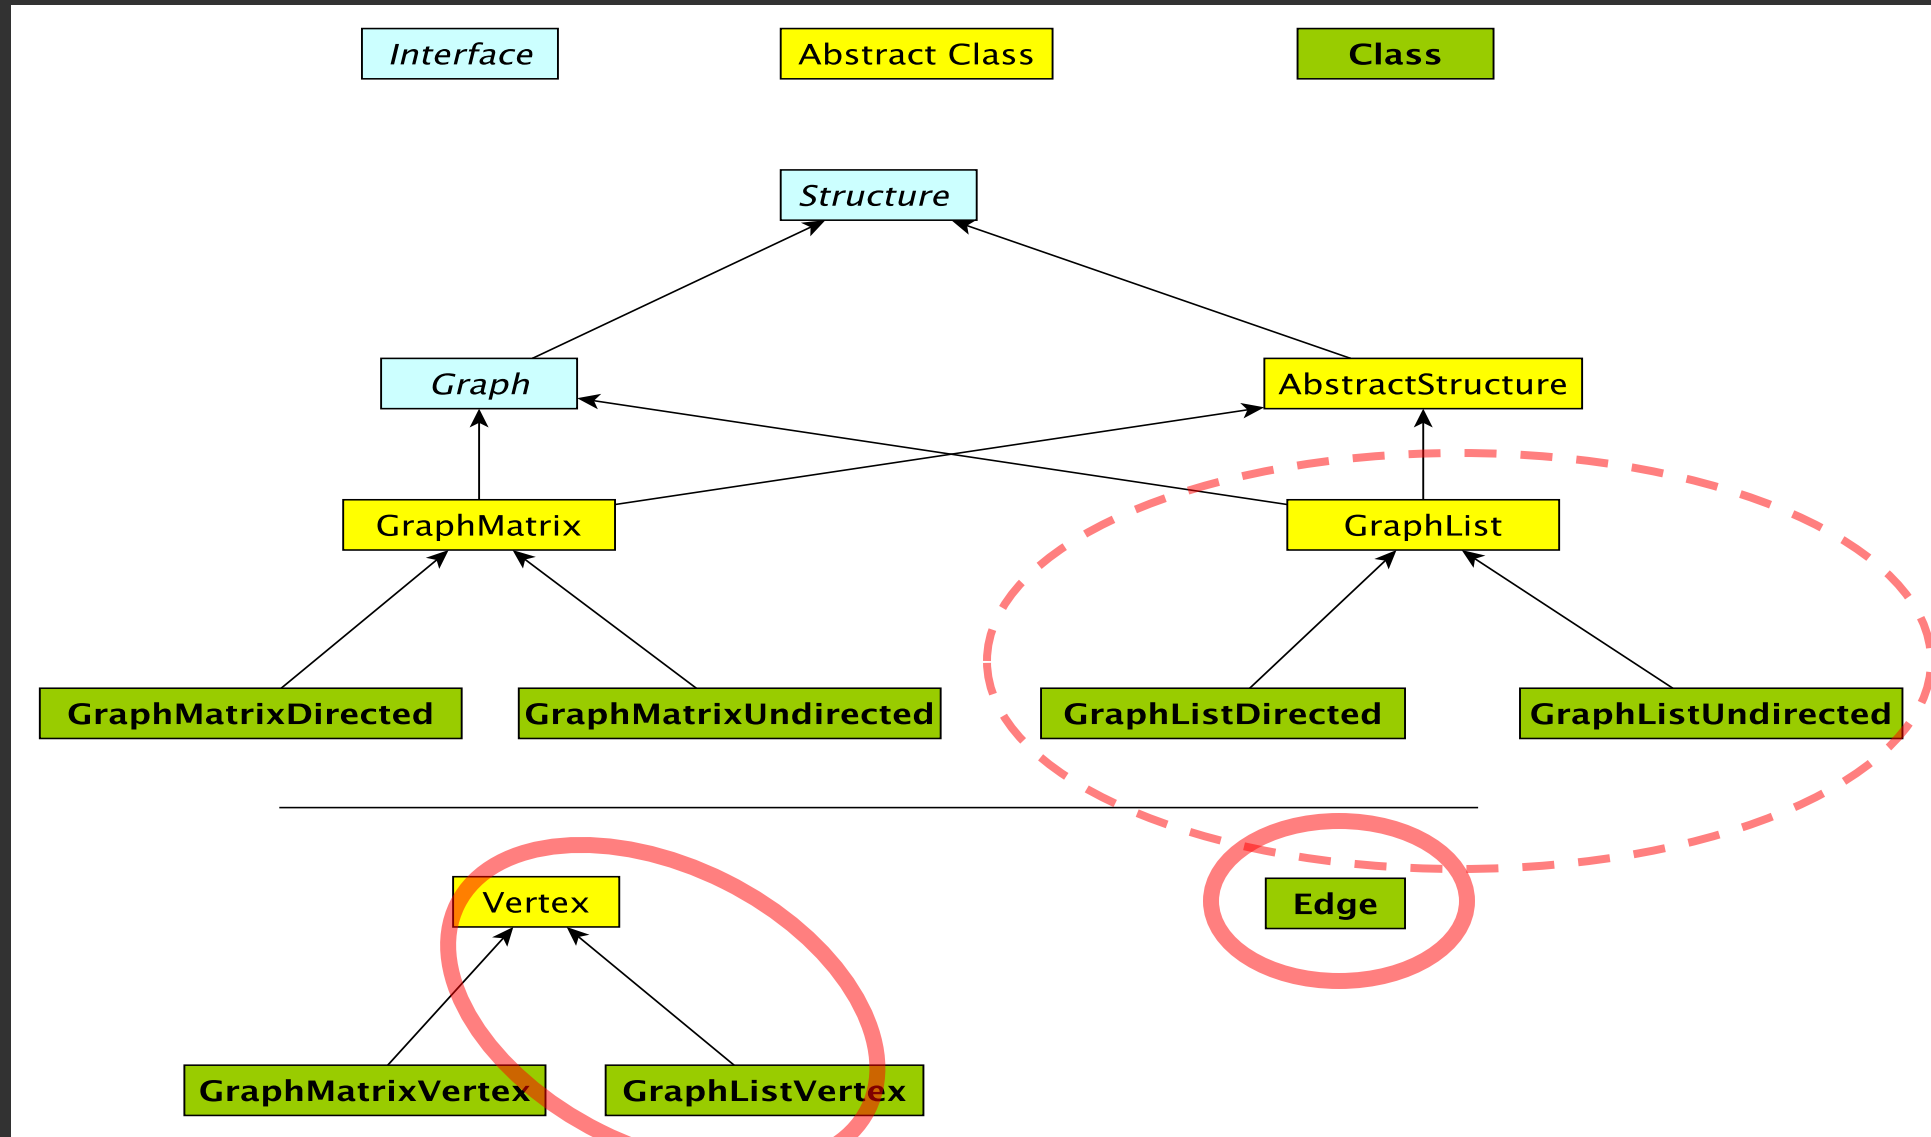 Interface
Abstract Class
Class
Structure
Graph
AbstractStructure
GraphMatrix
GraphList
GraphMatrixDirected
GraphMatrixUndirected
GraphListDirected
GraphListUndirected
Vertex
Edge
GraphMatrixVertex
GraphListVertex